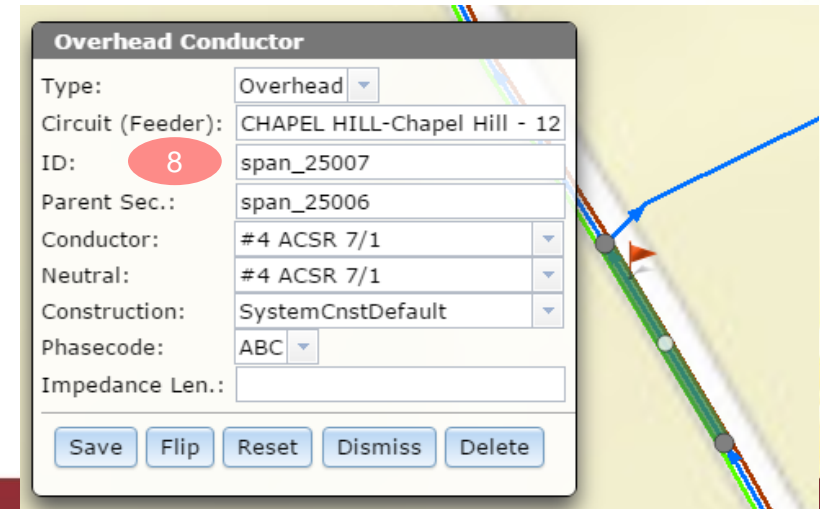 Overhead Conductor
Type: Overhead
Circuit (Feeder): CHAPEL HILL-Chapel Hill - 12
ID: 8 span_25007
Parent Sec.: span_25006
Conductor: #4 ACSR 7/1
Neutral: #4 ACSR 7/1
Construction: SystemCnstDefault
Phasecode: ABC
Impedance Len.:
Save Flip Reset Dismiss Delete